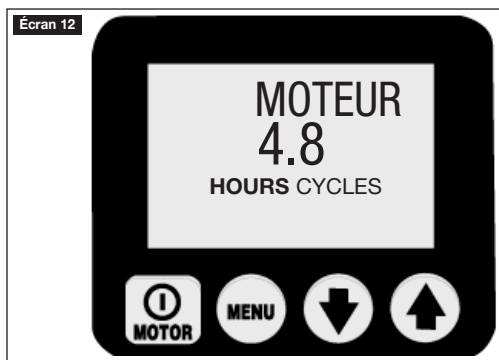 Écran 12
MOTEUR
4.8
HOURS CYCLES
MOTOR
MENU